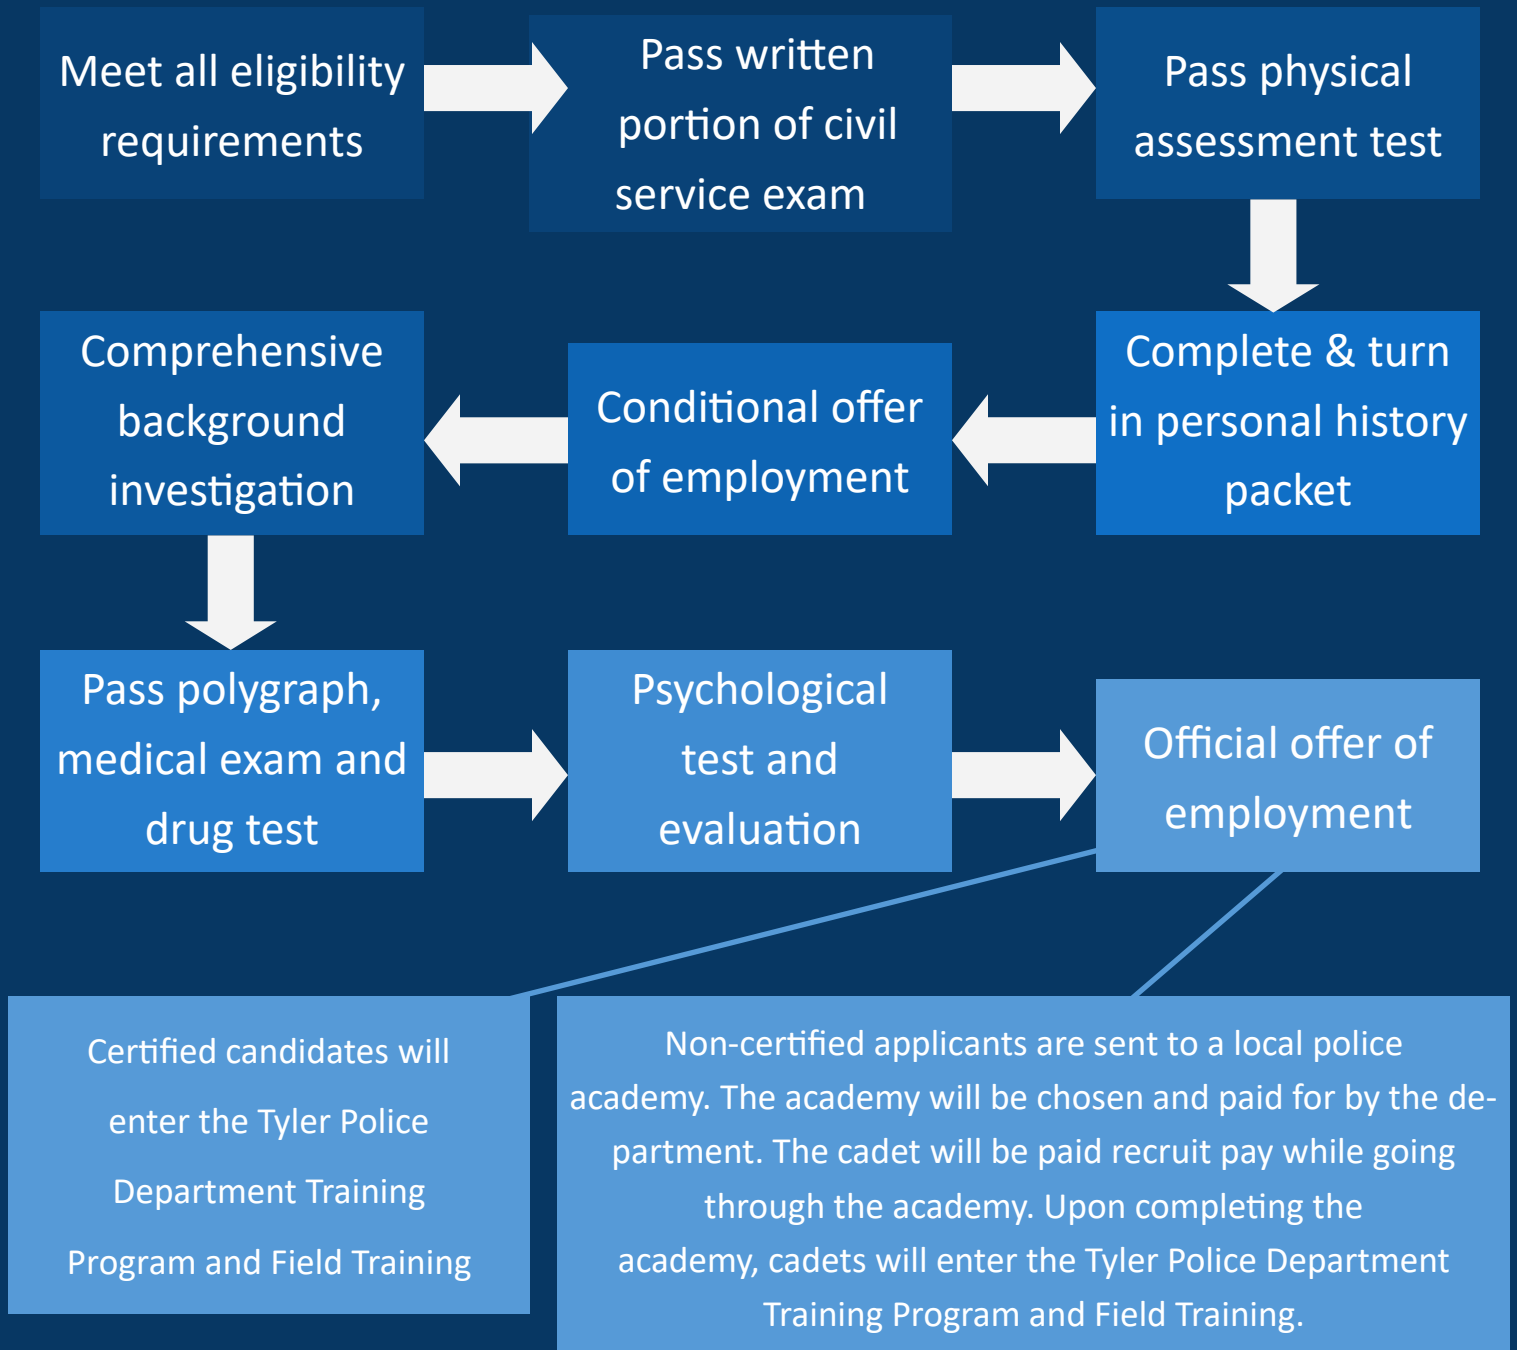 Meet all eligibility
requirements
Pass written
portion of civil
service exam
Pass physical
assessment test
Complete & turn
in personal history
packet
Conditional offer
of employment
Comprehensive
background
investigation
Pass polygraph,
medical exam and
drug test
Psychological
test and
evaluation
Official offer of
employment
Certified candidates will
enter the Tyler Police
Department Training
Program and Field Training
Non-certified applicants are sent to a local police
academy. The academy will be chosen and paid for by the de-
partment. The cadet will be paid recruit pay while going
through the academy. Upon completing the
academy, cadets will enter the Tyler Police Department
Training Program and Field Training.